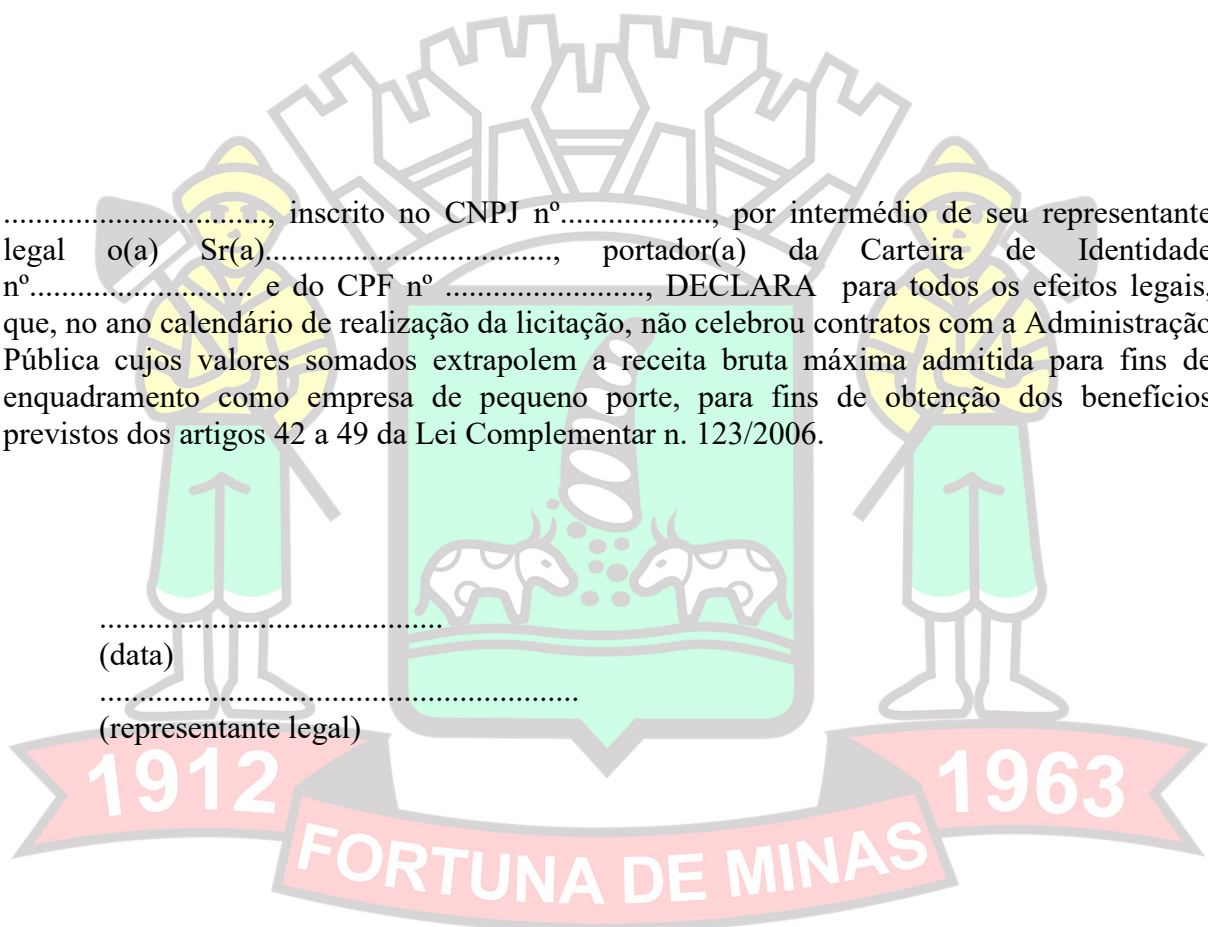 ................................., inscrito no CNPJ nº..................., por intermédio de seu representante
legal o(a) Sr(a)...................................., portador(a) da Carteira de Identidade
nº............................ e do CPF nº ........................., DECLARA para todos os efeitos legais,
que, no ano calendário de realização da licitação, não celebrou contratos com a Administração
Pública cujos valores somados extrapolem a receita bruta máxima admitida para fins de
enquadramento como empresa de pequeno porte, para fins de obtenção dos benefícios
previstos dos artigos 42 a 49 da Lei Complementar n. 123/2006.
...........................................
(data)
............................................................
(representante legal)
1912
1963
FORTUNA DE MINAS